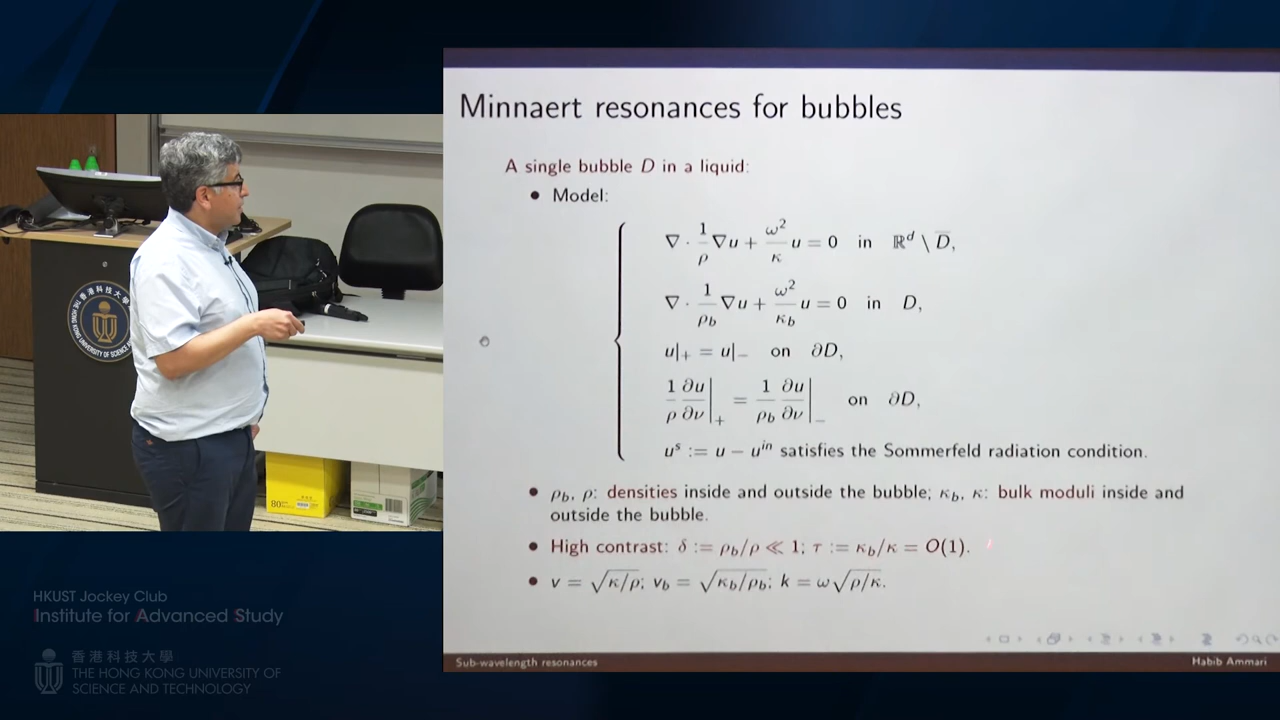 Minnaert resonances for bubbles
A single bubble D in a liquid:
• Model:
∇ · 1/ρ ∇u + ω²/κ u = 0 in ℝᵈ \ D̅,
∇ · 1/ρ_b ∇u + ω²/κ_b u = 0 in D,
u|₊ = u|₋ on ∂D,
1/ρ ∂u/∂ν|₊ = 1/ρ_b ∂u/∂ν|₋ on ∂D,
uˢ := u − uⁱⁿ satisfies the Sommerfeld radiation condition.
• ρ_b, ρ: densities inside and outside the bubble; κ_b, κ: bulk moduli inside and
outside the bubble.
• High contrast: δ := ρ_b/ρ ≪ 1; τ := κ_b/κ = O(1).
• v = √(κ/ρ); v_b = √(κ_b/ρ_b); k = ω√(ρ/κ).
Sub-wavelength resonances
Habib Ammari
HKUST Jockey Club
Institute for Advanced Study
香港科技大學
THE HONG KONG UNIVERSITY OF
SCIENCE AND TECHNOLOGY
80